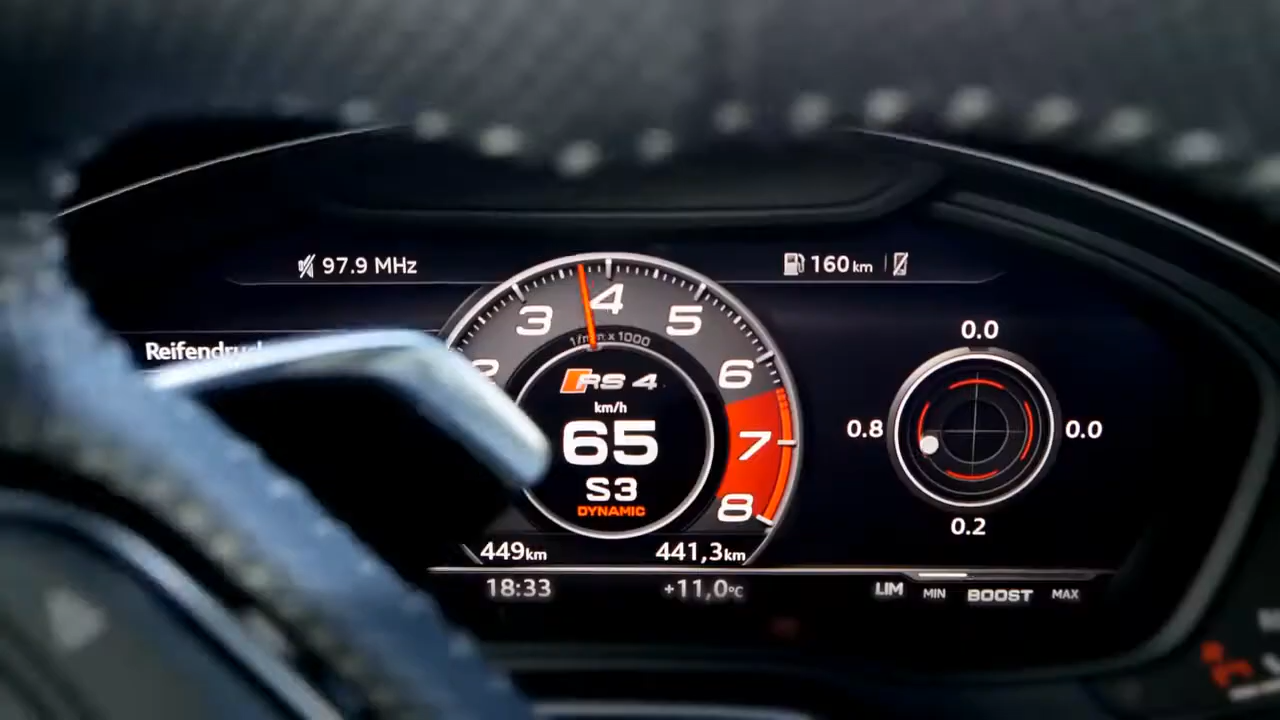 97.9 MHz
160 km
3 4 5
1/min x 1000
2
6
7
8
Reifendruck
RS 4
km/h
65
S3
DYNAMIC
0.0
0.8
0.0
0.2
449km
441,3km
18:33
+11,0°C
LIM
MIN
BOOST
MAX